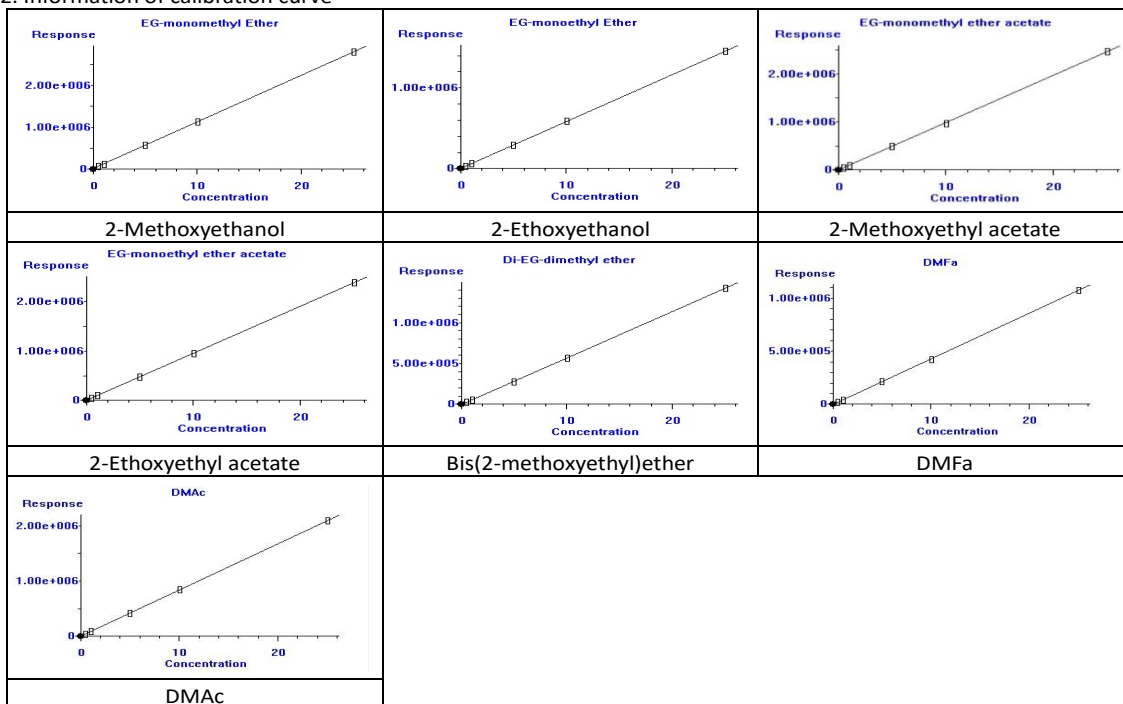 2. Information of calibration curve
EG-monomethyl Ether
Response
2.00e+006
1.00e+006
0
0 10 20
Concentration
EG-monoethyl Ether
Response
1.00e+006
0
0 10 20
Concentration
EG-monomethyl ether acetate
Response
2.00e+006
1.00e+006
0
0 10 20
Concentration
2-Methoxyethanol
2-Ethoxyethanol
2-Methoxyethyl acetate
EG-monoethyl ether acetate
Response
2.00e+006
1.00e+006
0
0 10 20
Concentration
Di-EG-dimethyl ether
Response
1.00e+006
5.00e+005
0
0 10 20
Concentration
DMFa
Response
1.00e+006
5.00e+005
0
0 10 20
Concentration
2-Ethoxyethyl acetate
Bis(2-methoxyethyl)ether
DMFa
DMAc
Response
2.00e+006
1.00e+006
0
0 10 20
Concentration
DMAc